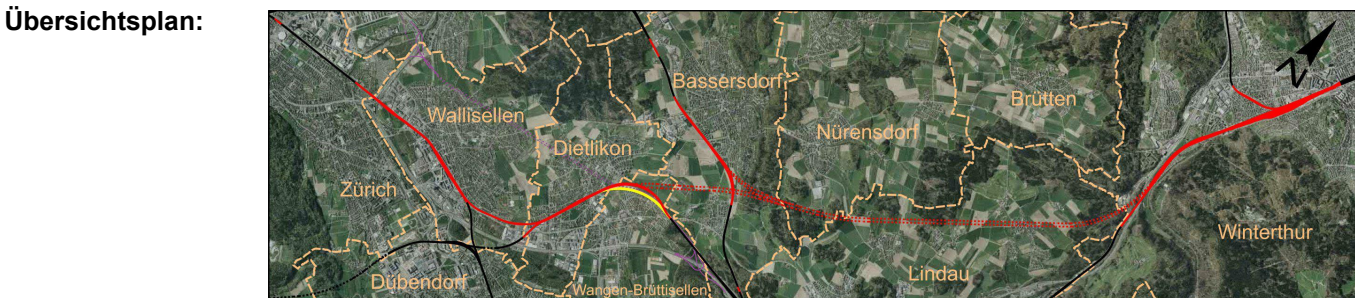 Übersichtsplan:
Bassersdorf
Brütten
Wallisellen
Nürensdorf
Dietlikon
Zürich
Winterthur
Dübendorf
Lindau
Wangen-Brüttisellen
N